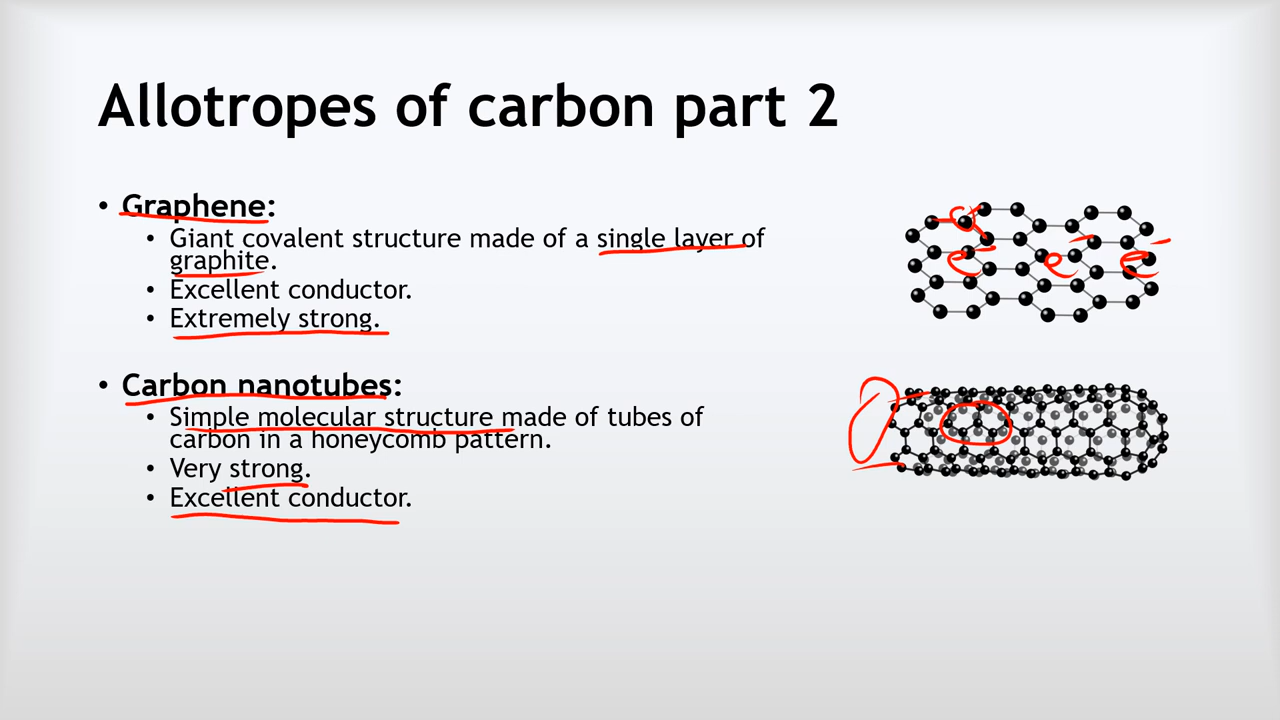 Allotropes of carbon part 2
• Graphene:
• Giant covalent structure made of a single layer of
graphite.
• Excellent conductor.
• Extremely strong.
• Carbon nanotubes:
• Simple molecular structure made of tubes of
carbon in a honeycomb pattern.
• Very strong.
• Excellent conductor.
e e e